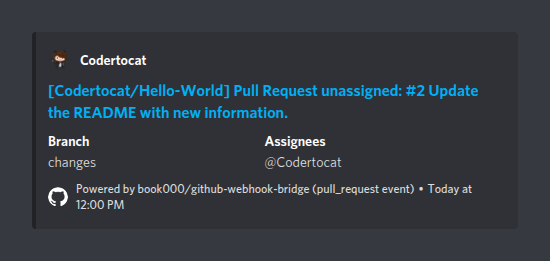 Codertocat
[Codertocat/Hello-World] Pull Request unassigned: #2 Update
the README with new information.
Branch
Assignees
changes
@Codertocat
Powered by book000/github-webhook-bridge (pull_request event) • Today at
12:00 PM